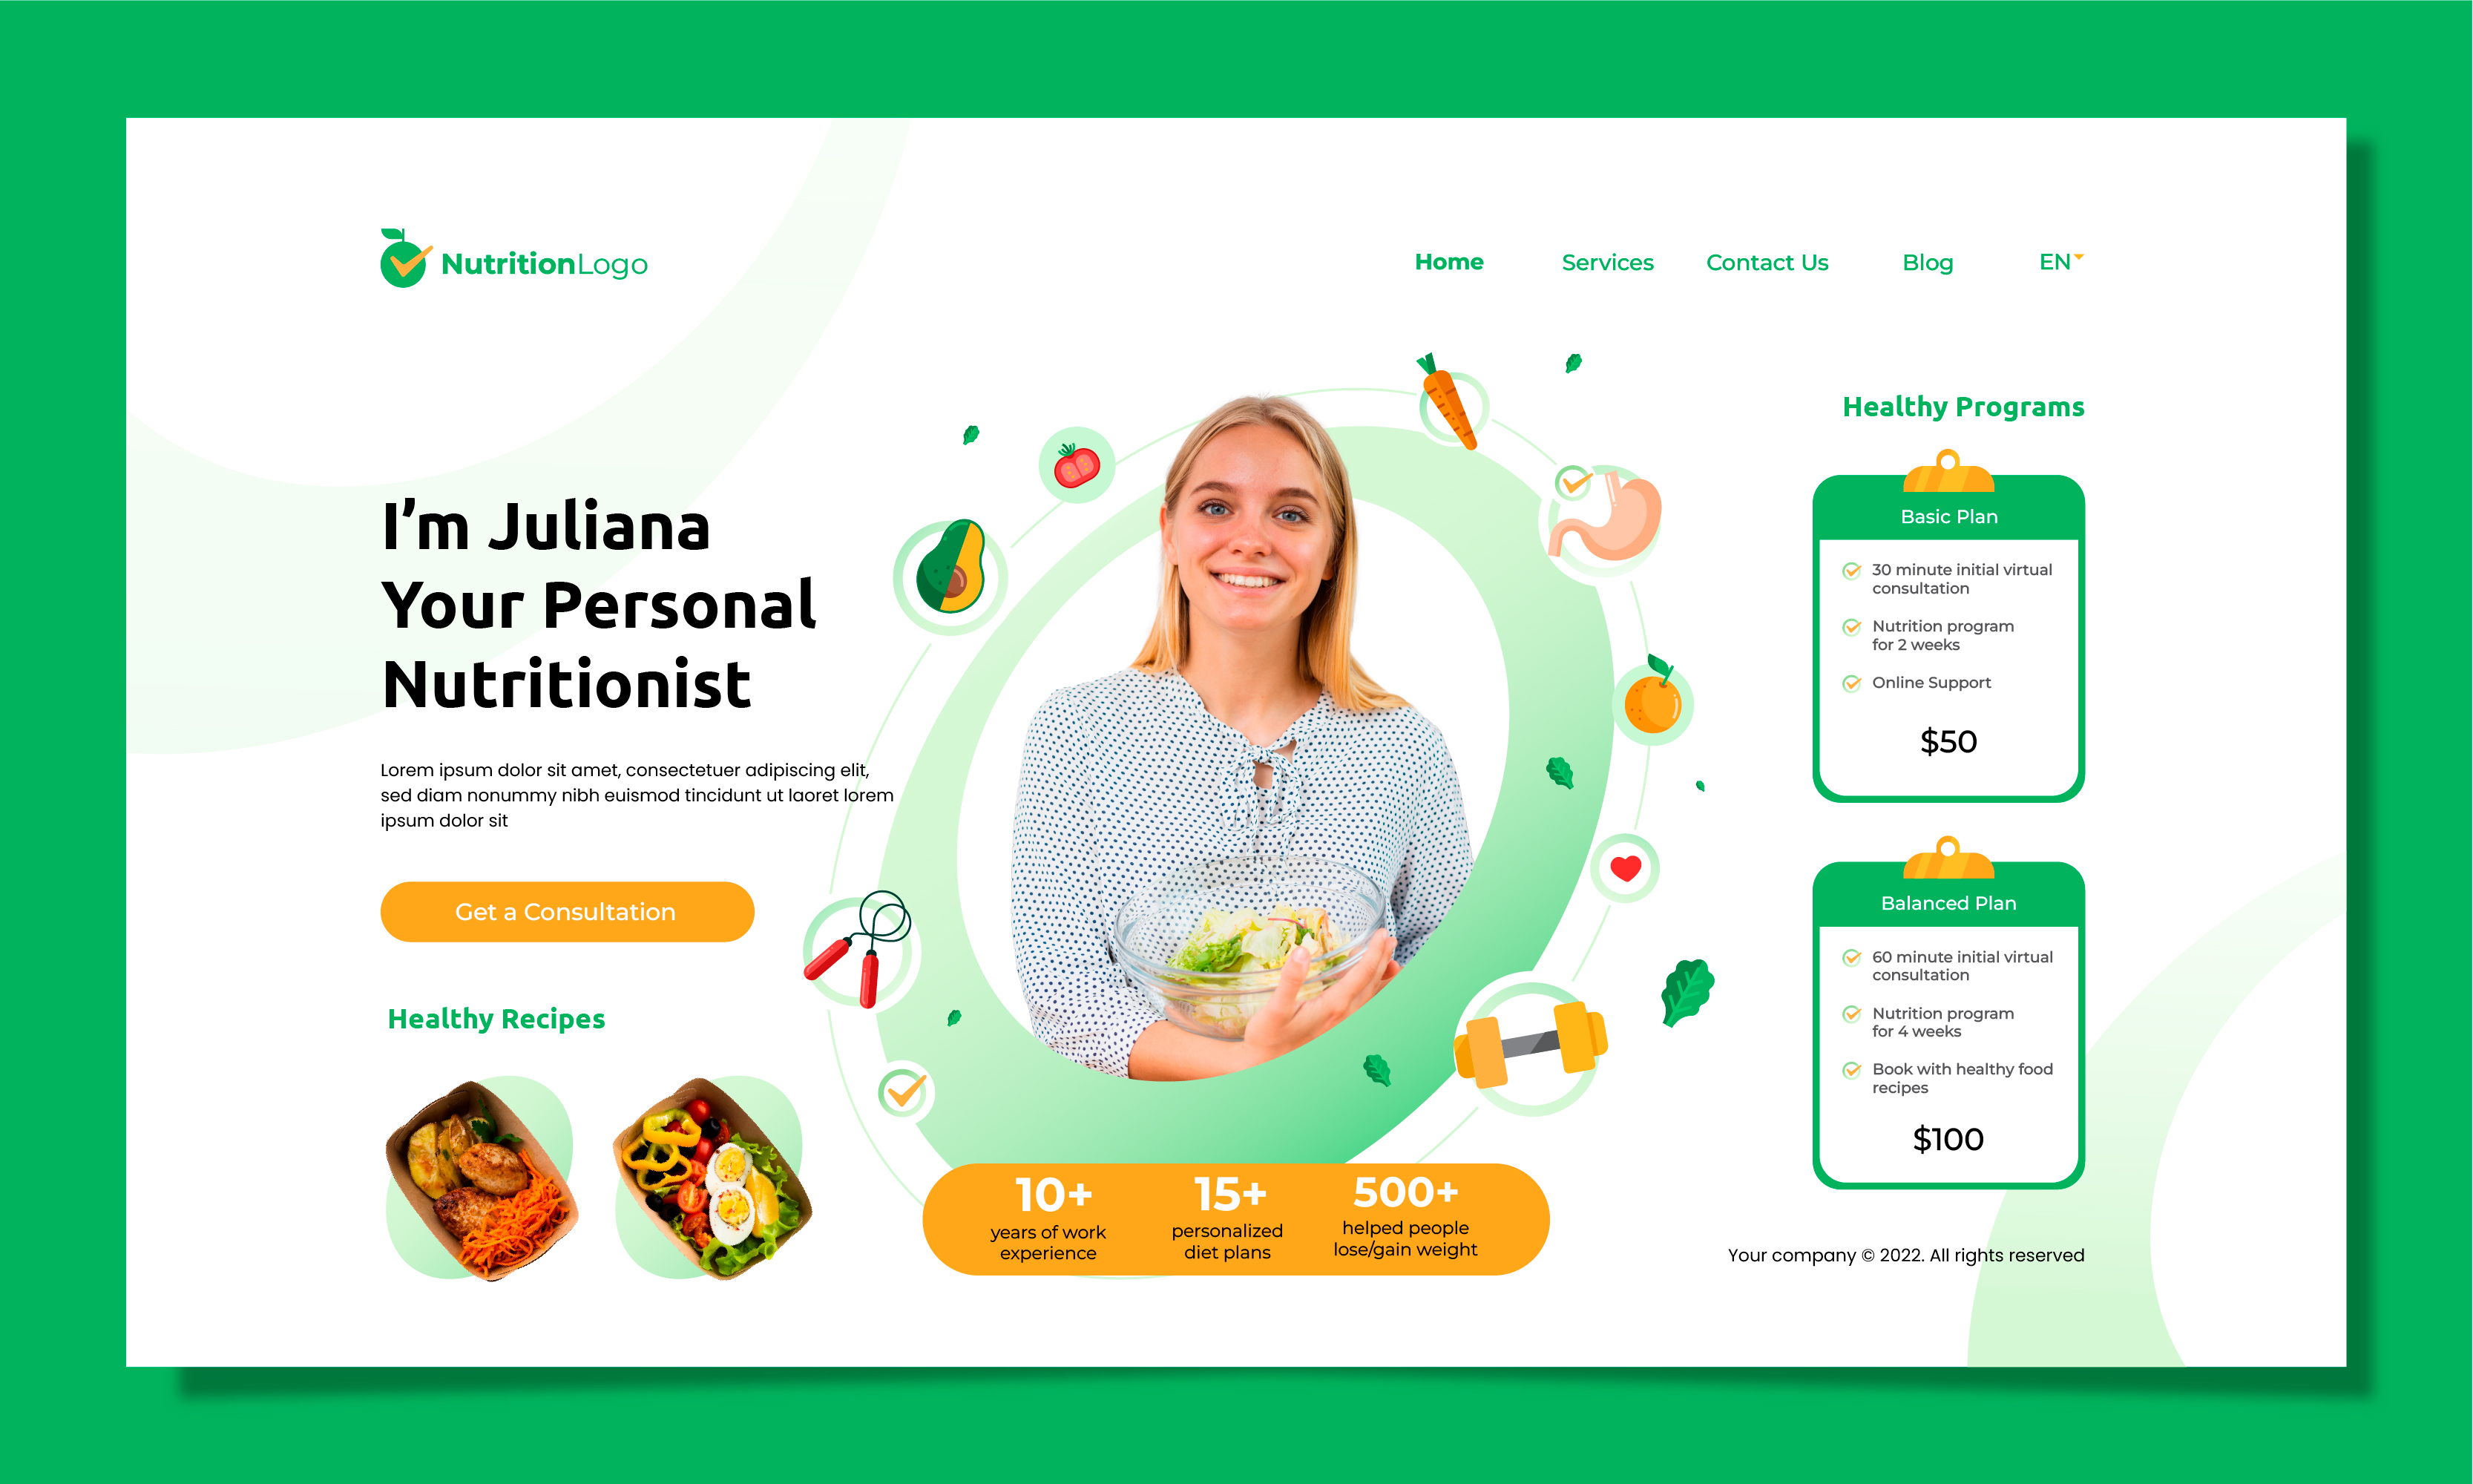 NutritionLogo
Home Services Contact Us Blog EN
I’m Juliana
Your Personal
Nutritionist
Lorem ipsum dolor sit amet, consectetuer adipiscing elit,
sed diam nonummy nibh euismod tincidunt ut laoret lorem
ipsum dolor sit
Get a Consultation
Healthy Recipes
10+
years of work
experience
15+
personalized
diet plans
500+
helped people
lose/gain weight
Healthy Programs
Basic Plan
30 minute initial virtual
consultation
Nutrition program
for 2 weeks
Online Support
$50
Balanced Plan
60 minute initial virtual
consultation
Nutrition program
for 4 weeks
Book with healthy food
recipes
$100
Your company © 2022. All rights reserved